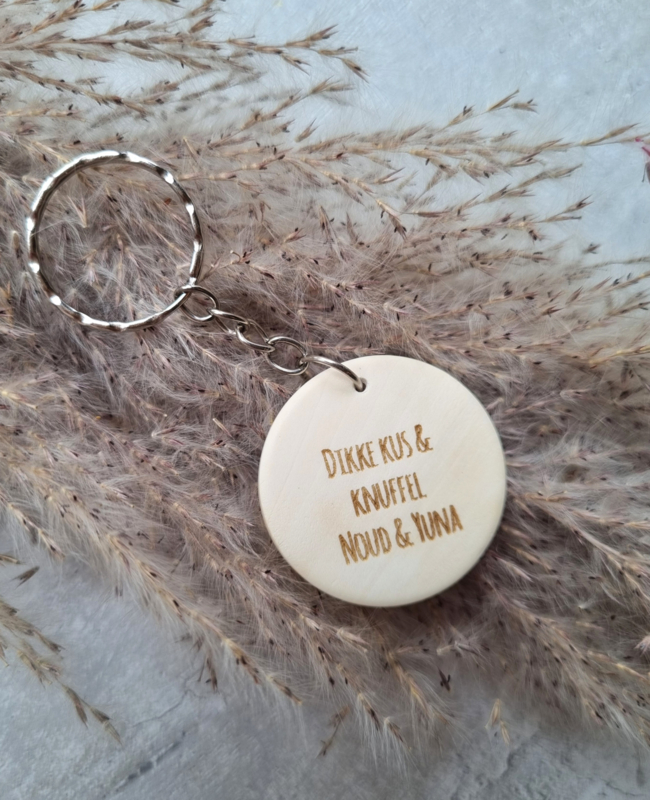 Dikke kus &
knuffel
Noud & Yuna